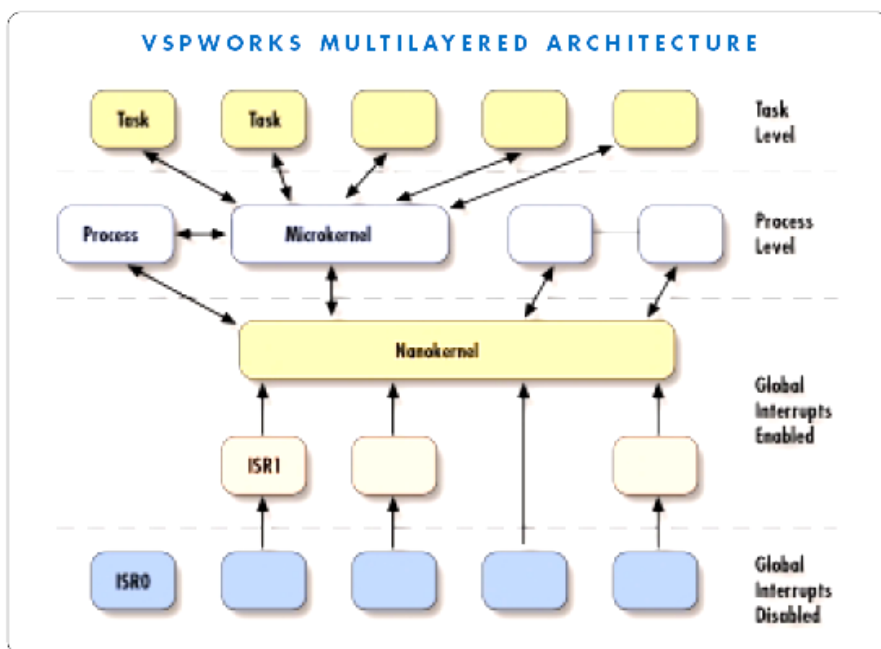 VSPWORKS MULTILAYERED ARCHITECTURE
Task
Task
Task
Level
Process
Microkernel
Process
Level
Nanokernel
Global
Interrupts
Enabled
ISR1
ISR0
Global
Interrupts
Disabled